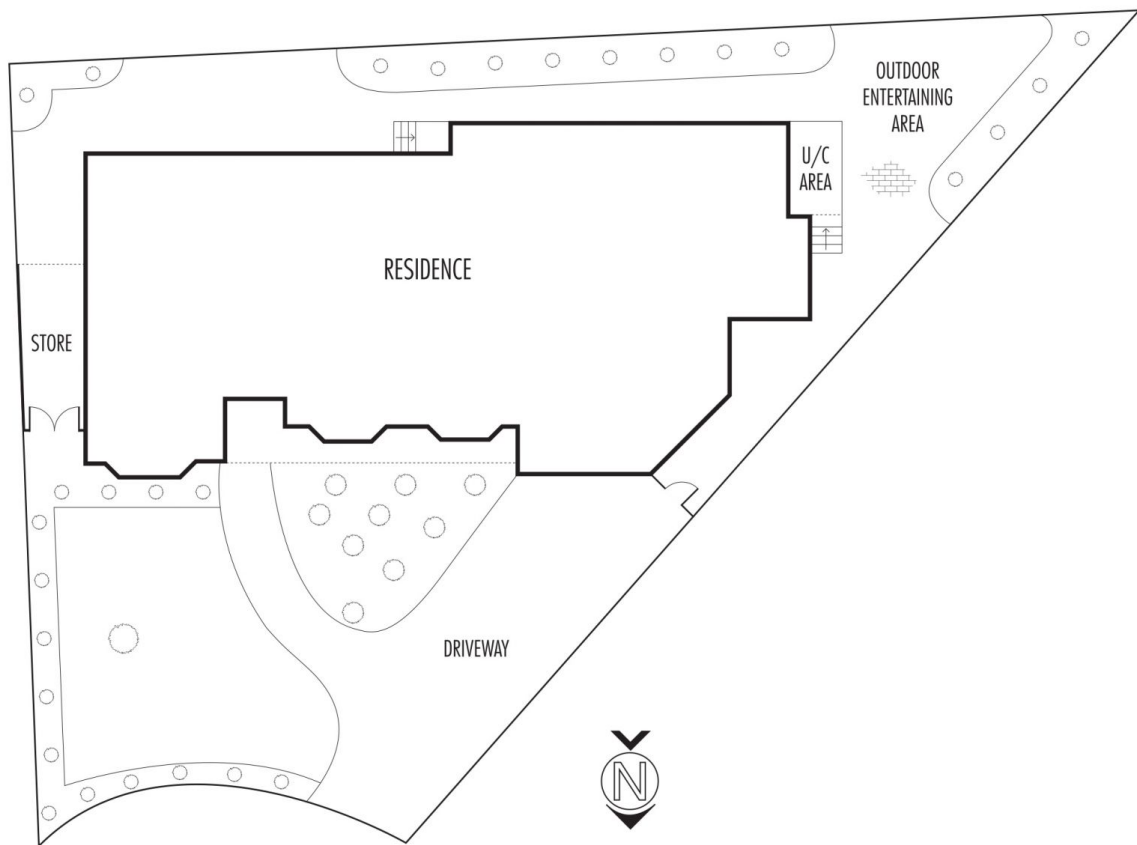 OUTDOOR
ENTERTAINING
AREA
U/C
AREA
RESIDENCE
STORE
DRIVEWAY
N